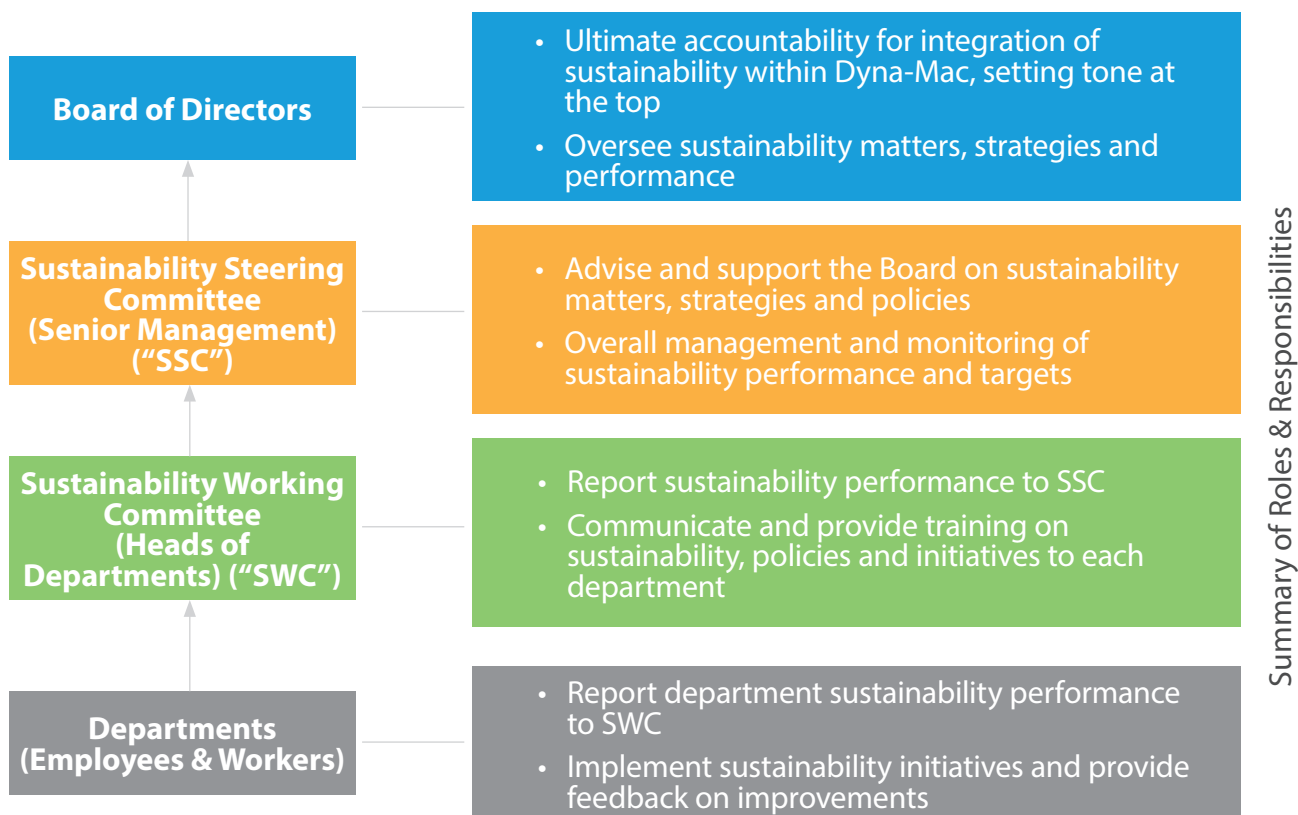 Board of Directors
• Ultimate accountability for integration of
sustainability within Dyna-Mac, setting tone at
the top
• Oversee sustainability matters, strategies and
performance
Sustainability Steering
Committee
(Senior Management)
(“SSC”)
• Advise and support the Board on sustainability
matters, strategies and policies
• Overall management and monitoring of
sustainability performance and targets
Sustainability Working
Committee
(Heads of
Departments) (“SWC”)
• Report sustainability performance to SSC
• Communicate and provide training on
sustainability, policies and initiatives to each
department
Departments
(Employees & Workers)
• Report department sustainability performance
to SWC
• Implement sustainability initiatives and provide
feedback on improvements
Summary of Roles & Responsibilities